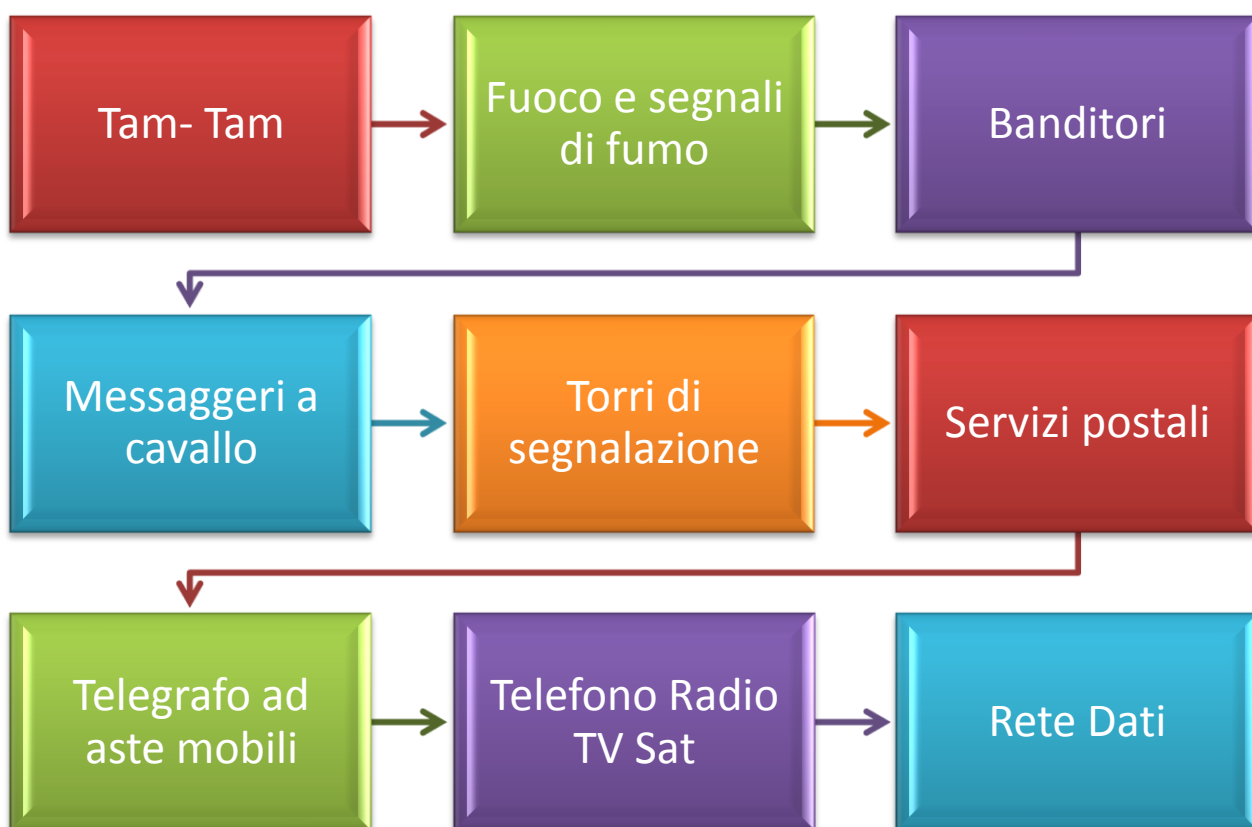 Tam- Tam
Fuoco e segnali
di fumo
Banditori
Messaggeri a
cavallo
Torri di
segnalazione
Servizi postali
Telegrafo ad
aste mobili
Telefono Radio
TV Sat
Rete Dati